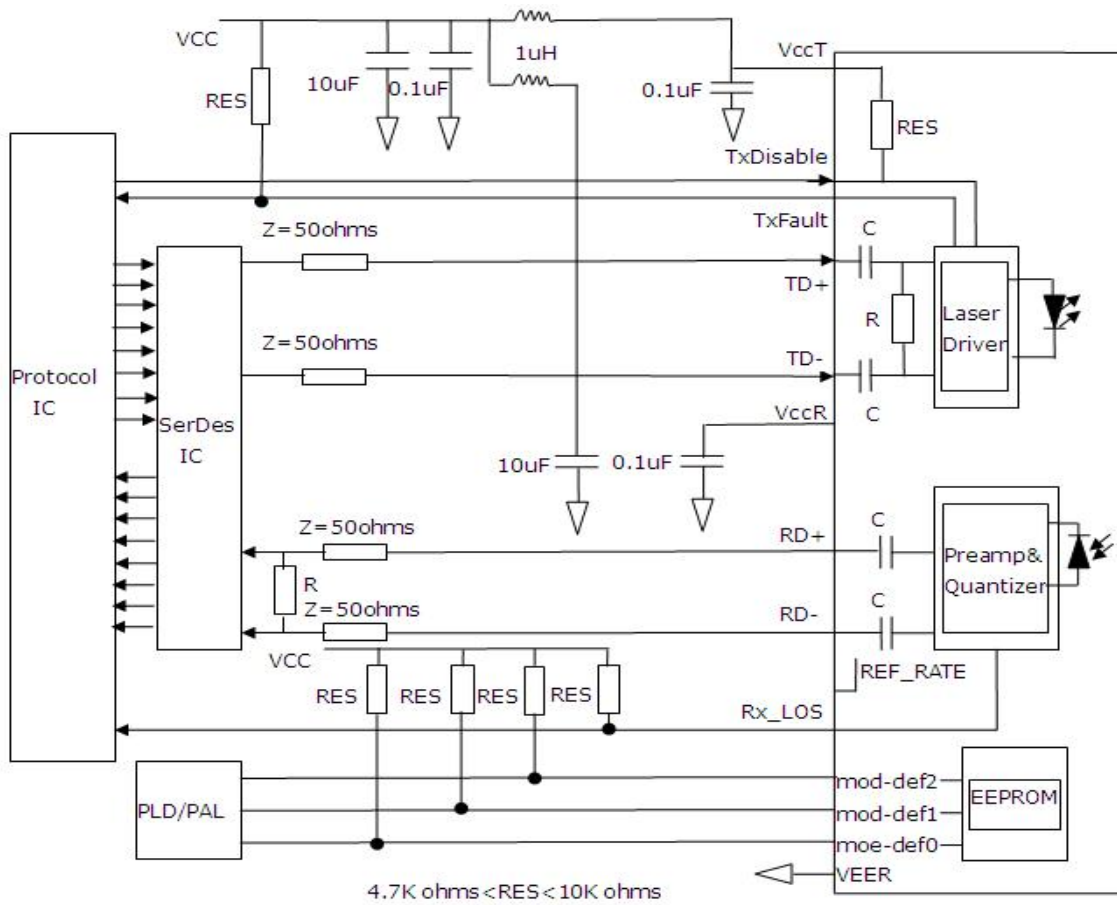 VCC
1uH
VccT
10uF
0.1uF
0.1uF
RES
RES
TxDisable
TxFault
Z=50ohms
C
TD+
R
Laser
Driver
Z=50ohms
TD-
Protocol
IC
C
VccR
SerDes
IC
10uF
0.1uF
Z=50ohms
RD+
C
Preamp&
Quantizer
R
Z=50ohms
RD-
C
VCC
REF_RATE
RES
RES
RES
RES
Rx_LOS
mod-def2
EEPROM
PLD/PAL
mod-def1
moe-def0
VEER
4.7K ohms<RES<10K ohms